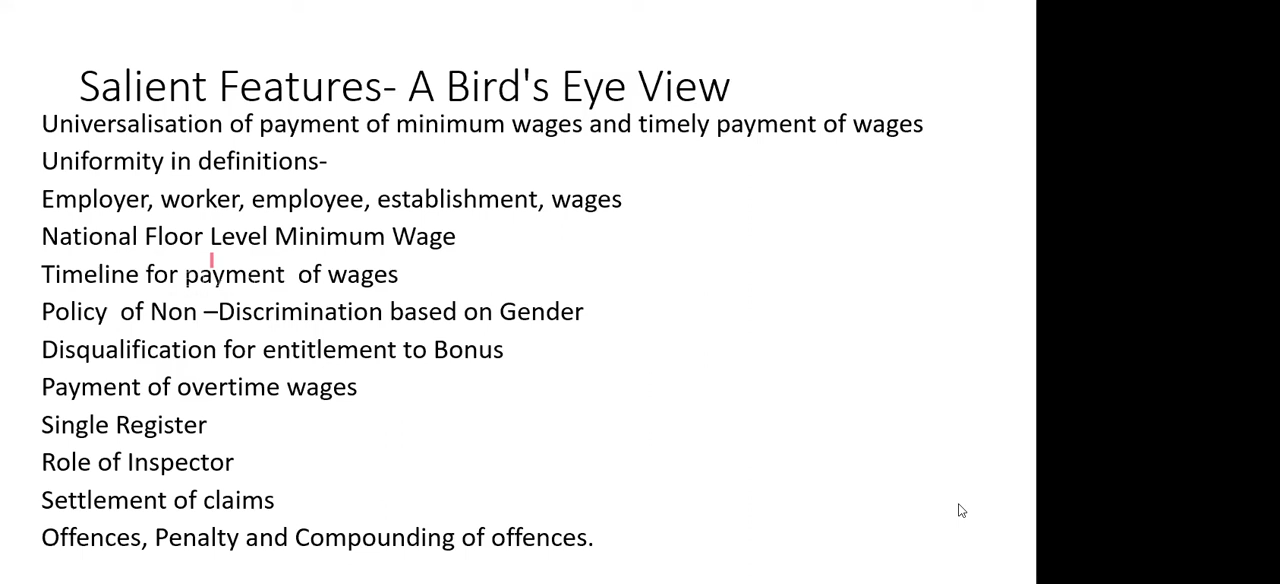 Salient Features- A Bird's Eye View
Universalisation of payment of minimum wages and timely payment of wages
Uniformity in definitions-
Employer, worker, employee, establishment, wages
National Floor Level Minimum Wage
Timeline for payment  of wages
Policy  of Non –Discrimination based on Gender
Disqualification for entitlement to Bonus
Payment of overtime wages
Single Register
Role of Inspector
Settlement of claims
Offences, Penalty and Compounding of offences.